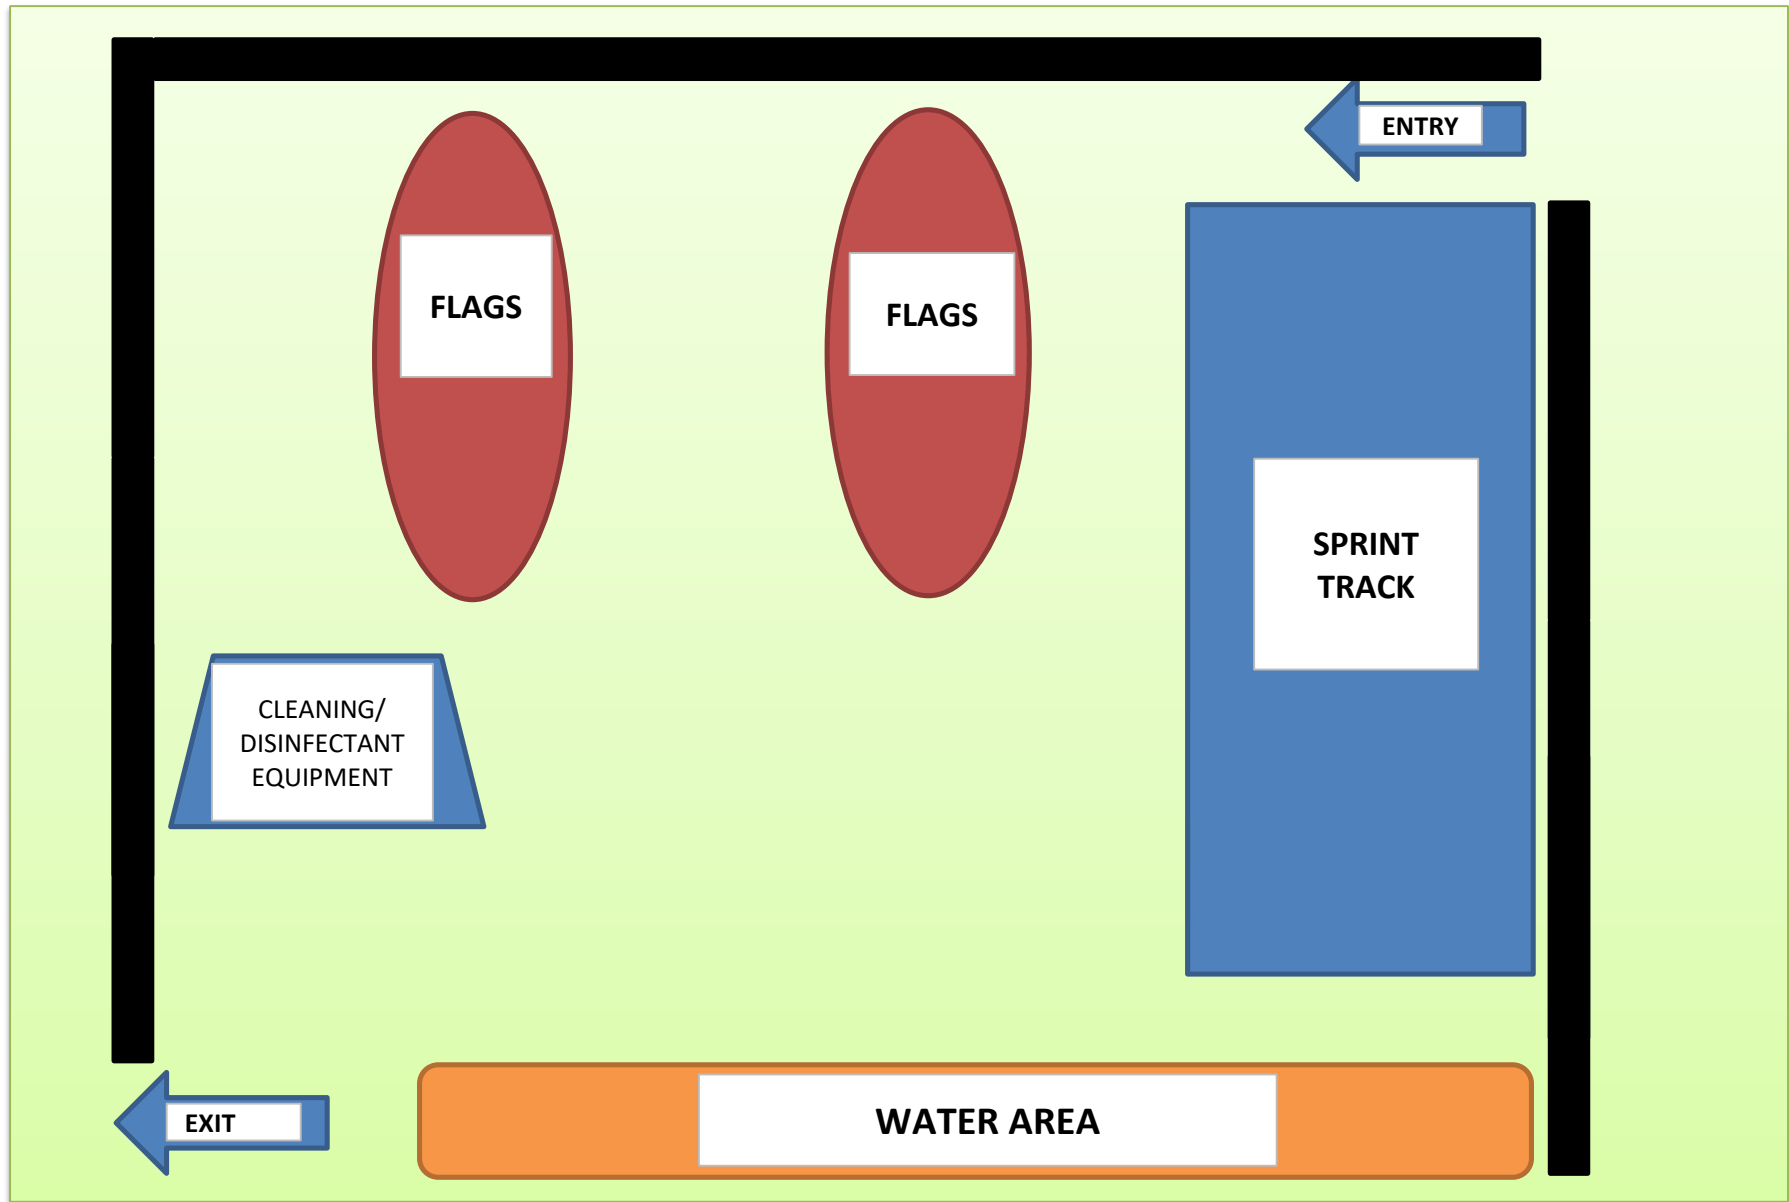 ENTRY
FLAGS
FLAGS
SPRINT
TRACK
CLEANING/
DISINFECTANT
EQUIPMENT
EXIT
WATER AREA